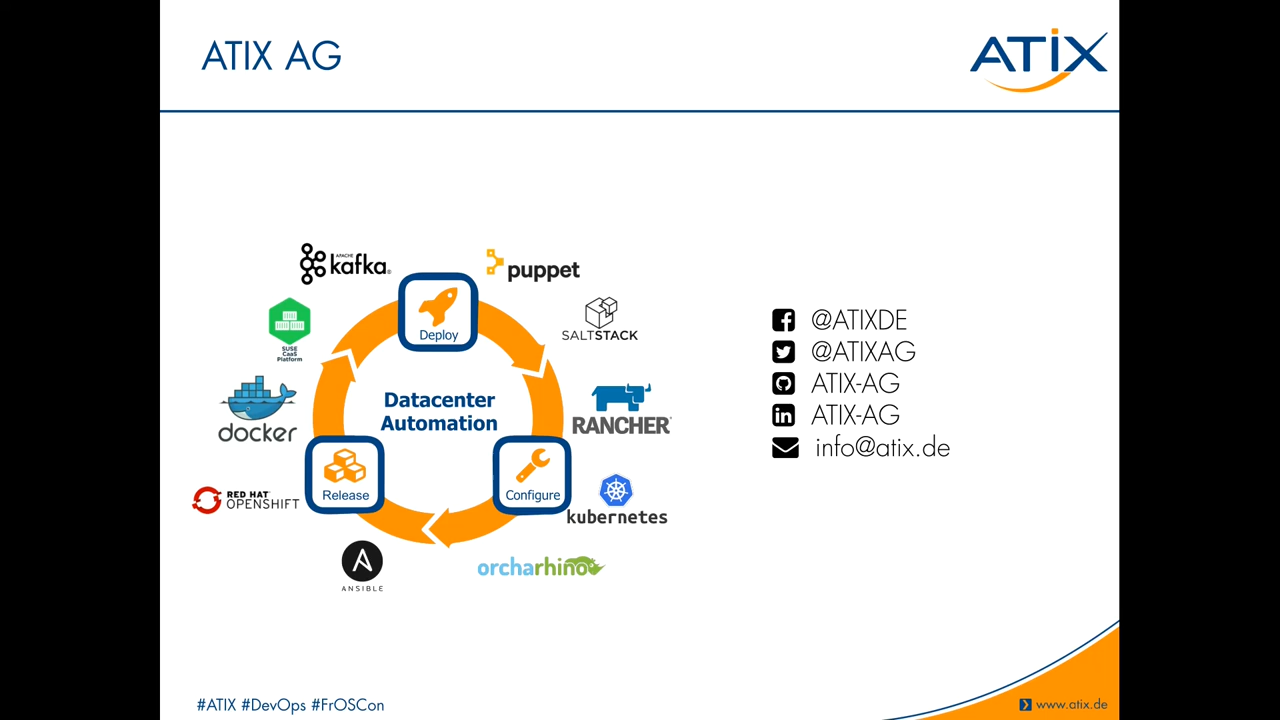 ATIX AG
ATIX
APACHE
kafka®
puppet
SUSE
CaaS
Platform
SALTSTACK
Deploy
docker
Datacenter
Automation
RANCHER®
RED HAT®
OPENSHIFT
Release
Configure
kubernetes
ANSIBLE
orcharhino
@ATIXDE
@ATIXAG
ATIX-AG
in ATIX-AG
info@atix.de
#ATIX #DevOps #FrOSCon
www.atix.de